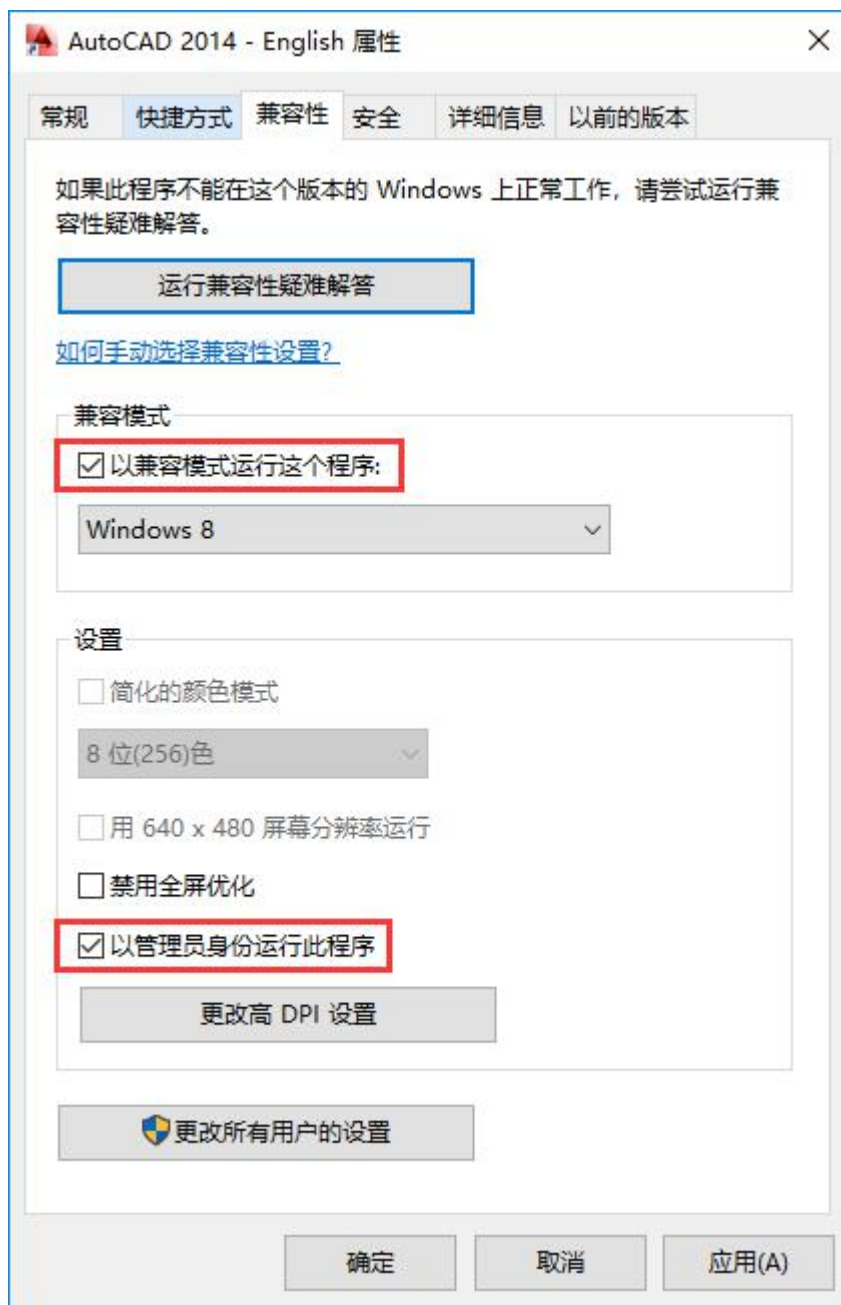 AutoCAD 2014 - English 属性
常规 快捷方式 兼容性 安全 详细信息 以前的版本
如果此程序不能在这个版本的 Windows 上正常工作，请尝试运行兼
容性疑难解答。
运行兼容性疑难解答
如何手动选择兼容性设置?
兼容模式
以兼容模式运行这个程序:
Windows 8
设置
简化的颜色模式
8 位(256)色
用 640 x 480 屏幕分辨率运行
禁用全屏优化
以管理员身份运行此程序
更改高 DPI 设置
更改所有用户的设置
确定 取消 应用(A)